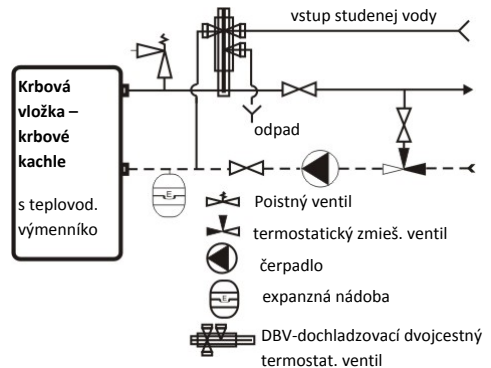 vstup studenej vody
Krbová
vložka –
krbové
kachle
s teplovod.
výmenníko
odpad
E
Poistný ventil
termostatický zmieš. ventil
čerpadlo
E
expanzná nádoba
DBV-dochladzovací dvojcestný
termostat. ventil